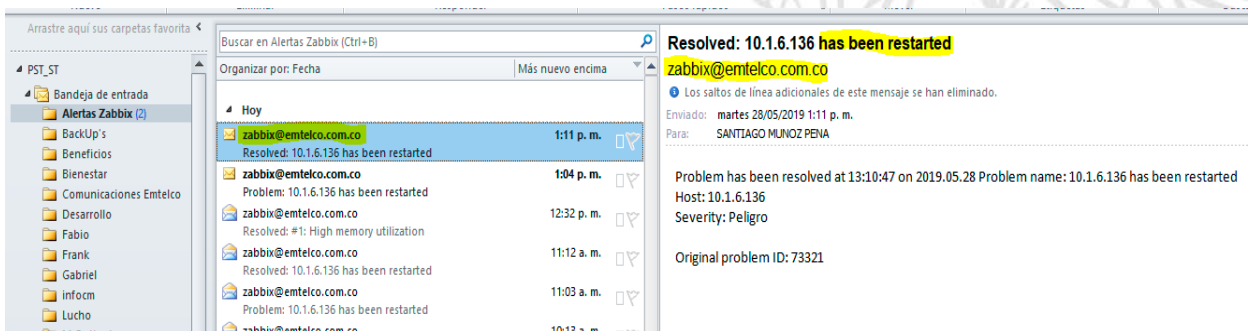 Arrastre aquí sus carpetas favorita
PST_ST
Bandeja de entrada
Alertas Zabbix (2)
BackUp's
Beneficios
Bienestar
Comunicaciones Emtelco
Desarrollo
Fabio
Frank
Gabriel
infocm
Lucho
Buscar en Alertas Zabbix (Ctrl+B)
Organizar por: Fecha Más nuevo encima
Hoy
zabbix@emtelco.com.co 1:11 p. m.
Resolved: 10.1.6.136 has been restarted
zabbix@emtelco.com.co 1:04 p. m.
Problem: 10.1.6.136 has been restarted
zabbix@emtelco.com.co 12:32 p. m.
Resolved: #1: High memory utilization
zabbix@emtelco.com.co 11:12 a. m.
Resolved: 10.1.6.136 has been restarted
zabbix@emtelco.com.co 11:03 a. m.
Problem: 10.1.6.136 has been restarted
zabbix@emtelco.com.co 10:13 a. m.
Resolved: 10.1.6.136 has been restarted
zabbix@emtelco.com.co
Los saltos de línea adicionales de este mensaje se han eliminado.
Enviado: martes 28/05/2019 1:11 p. m.
Para: SANTIAGO MUNOZ PENA
Problem has been resolved at 13:10:47 on 2019.05.28 Problem name: 10.1.6.136 has been restarted
Host: 10.1.6.136
Severity: Peligro
Original problem ID: 73321